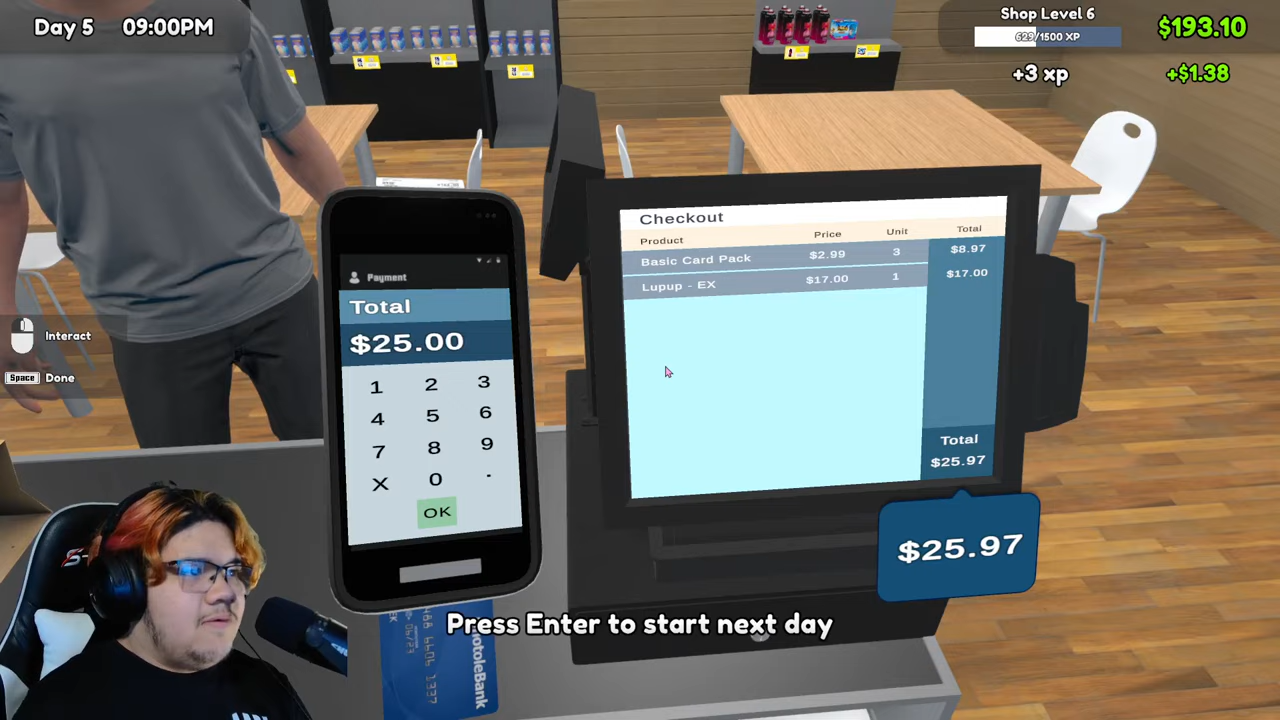 Day 5 09:00PM
Shop Level 6
629/1500 XP
$193.10
+3 xp
+$1.38
Interact
Space Done
Payment
Total
$25.00
1 2 3
4 5 6
7 8 9
X 0 .
OK
Checkout
Product Price Unit Total
Basic Card Pack $2.99 3 $8.97
Lupup - EX $17.00 1 $17.00
Total
$25.97
$25.97
Press Enter to start next day